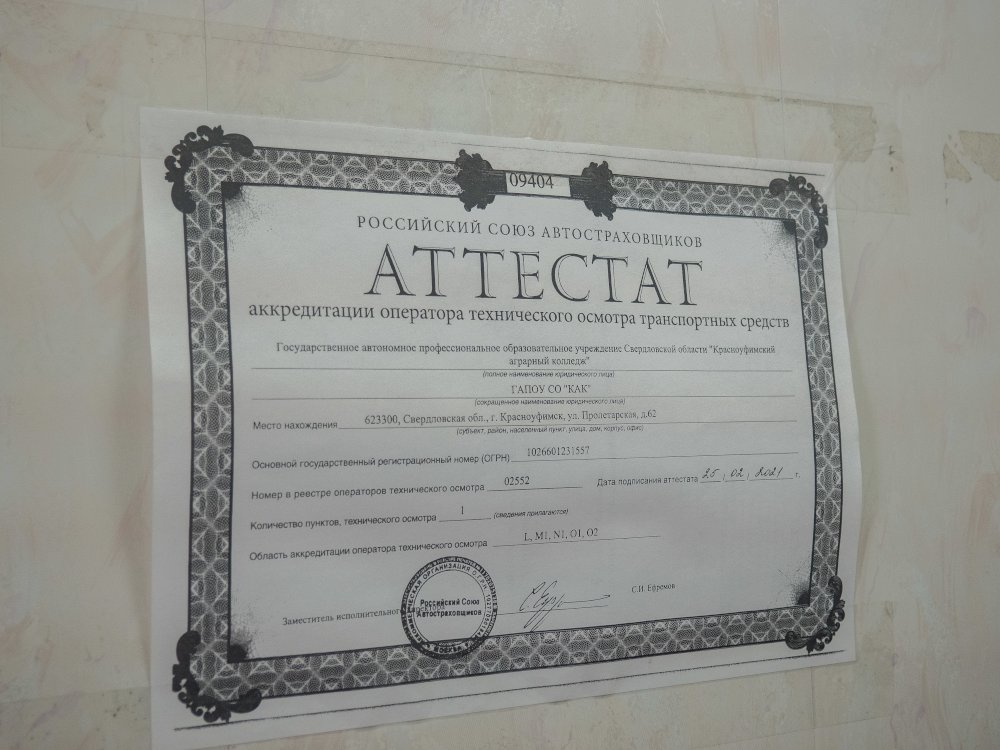 09404
РОССИЙСКИЙ СОЮЗ АВТОСТРАХОВЩИКОВ
АТТЕСТАТ
аккредитации оператора технического осмотра транспортных средств
Государственное автономное профессиональное образовательное учреждение Свердловской области "Красноуфимский
аграрный колледж"
(полное наименование юридического лица)
ГАПОУ СО "КАК"
(сокращенное наименование юридического лица)
Место нахождения 623300, Свердловская обл., г. Красноуфимск, ул. Пролетарская, д.62
(субъект, район, населенный пункт, улица, дом, корпус, офис)
Основной государственный регистрационный номер (ОГРН) 1026601231557
Номер в реестре операторов технического осмотра 02552 Дата подписания аттестата 25, 02, 2021 г.
Количество пунктов, технического осмотра 1 (сведения прилагаются)
Область аккредитации оператора технического осмотра L, M1, N1, O1, O2
Заместитель исполнительного С.И. Ефремов
Российский Союз
Автостраховщиков